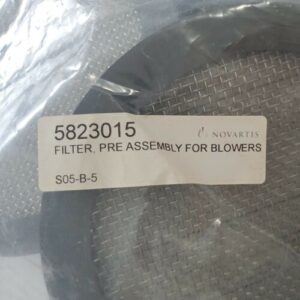 5823015
NOVARTIS
FILTER, PRE ASSEMBLY FOR BLOWERS
S05-B-5